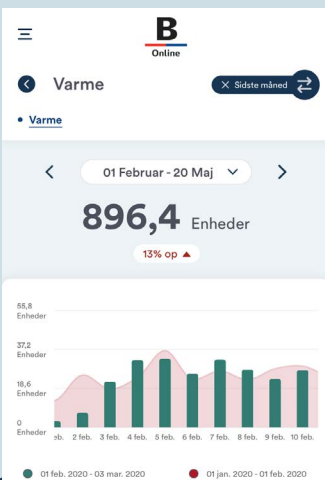 B
Online
Varme
× Sidste måned
Varme
01 Februar - 20 Maj
896,4 Enheder
13% op ▲
55,8
Enheder
37,2
Enheder
18,6
Enheder
0
Enheder
eb. 2 feb. 3 feb. 4 feb. 5 feb. 6 feb. 7 feb. 8 feb. 9 feb. 10 feb.
01 feb. 2020 - 03 mar. 2020
01 jan. 2020 - 01 feb. 2020